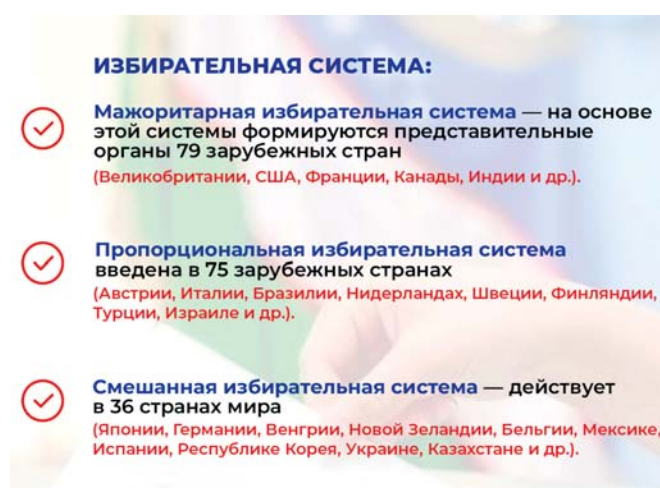 ИЗБИРАТЕЛЬНАЯ СИСТЕМА:
Мажоритарная избирательная система — на основе
этой системы формируются представительные
органы 79 зарубежных стран
(Великобритании, США, Франции, Канады, Индии и др.).
Пропорциональная избирательная система
введена в 75 зарубежных странах
(Австрии, Италии, Бразилии, Нидерландах, Швеции, Финляндии,
Турции, Израиле и др.).
Смешанная избирательная система — действует
в 36 странах мира
(Японии, Германии, Венгрии, Новой Зеландии, Бельгии, Мексике,
Испании, Республике Корея, Украине, Казахстане и др.).